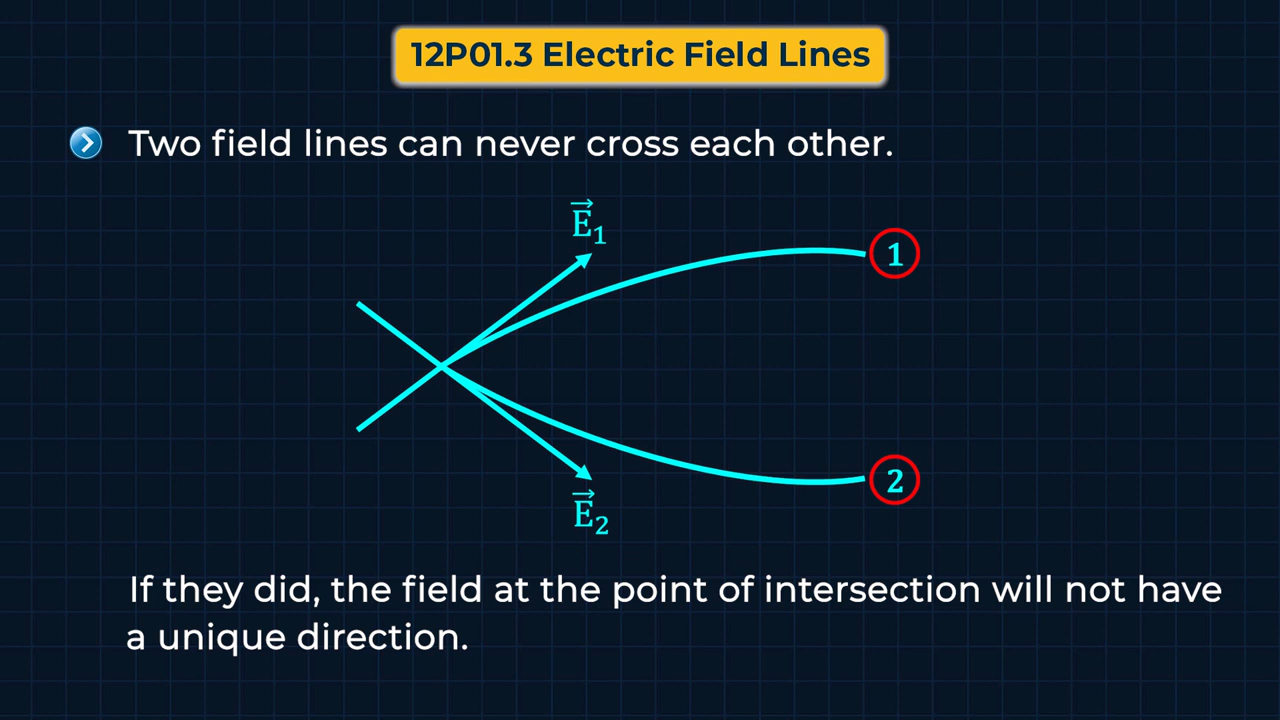 12P01.3 Electric Field Lines
Two field lines can never cross each other.
E⃗₁
1
2
E⃗₂
If they did, the field at the point of intersection will not have
a unique direction.